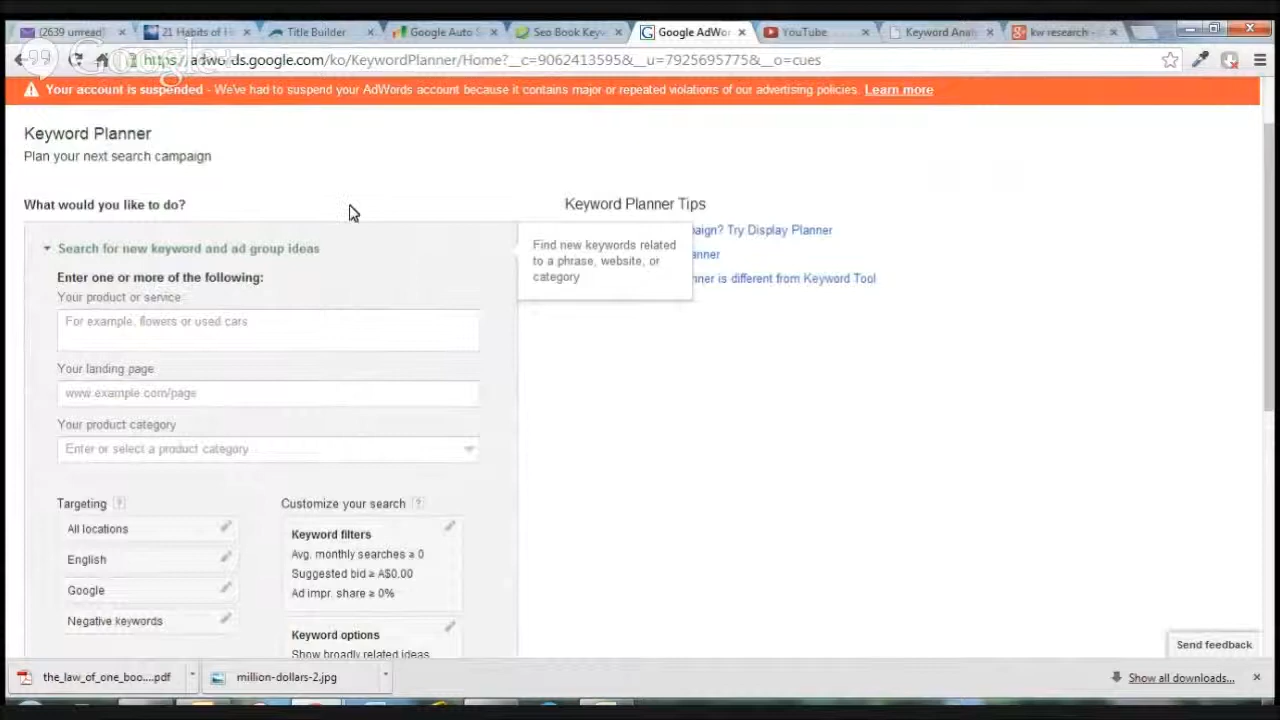 (2639 unread)
21 Habits of
Title Builder
Google Auto
Seo Book Key
Google AdWo
YouTube
Keyword Ana
kw research -
Google+
https://adwords.google.com/ko/KeywordPlanner/Home?__c=9062413595&__u=7925695775&__o=cues
Your account is suspended - We've had to suspend your AdWords account because it contains major or repeated violations of our advertising policies. Learn more
Keyword Planner
Plan your next search campaign
What would you like to do?
Keyword Planner Tips
aign? Try Display Planner
Search for new keyword and ad group ideas
Find new keywords related
to a phrase, website, or
category
anner
nner is different from Keyword Tool
Enter one or more of the following:
Your product or service
For example, flowers or used cars
Your landing page
www.example.com/page
Your product category
Enter or select a product category
Targeting ?
Customize your search ?
All locations
English
Google
Negative keywords
Keyword filters
Avg. monthly searches ≥ 0
Suggested bid ≥ A$0.00
Ad impr. share ≥ 0%
Keyword options
Show broadly related ideas
Send feedback
the_law_of_one_boo....pdf
million-dollars-2.jpg
Show all downloads...